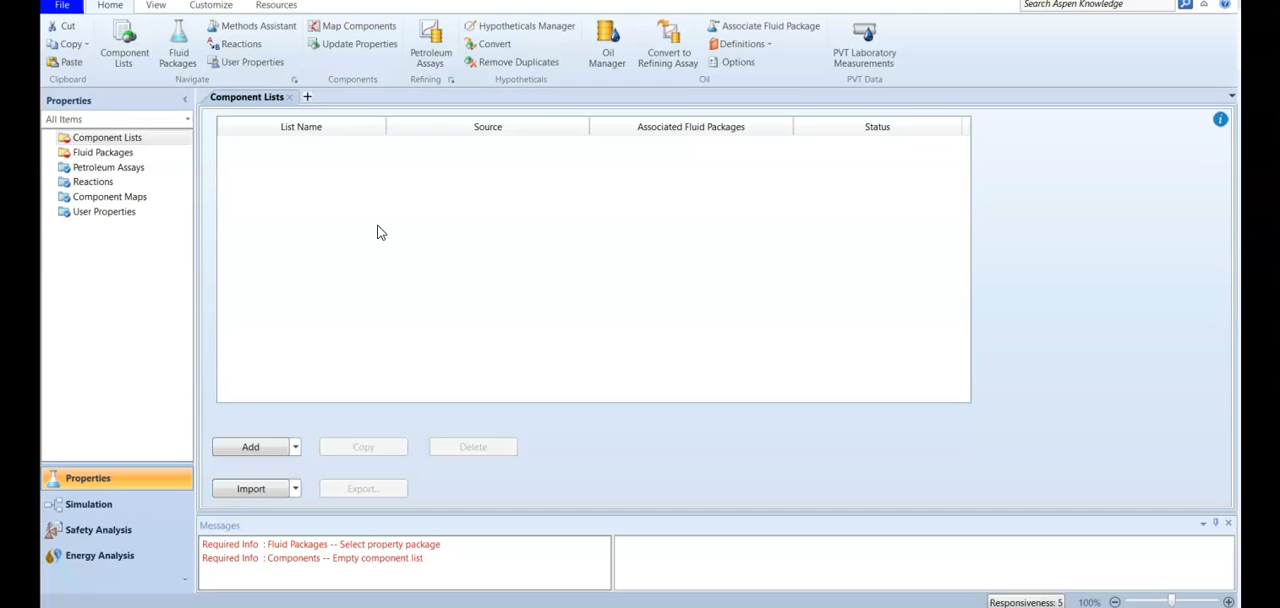 File Home View Customize Resources Search Aspen Knowledge
Cut Methods Assistant Map Components Hypotheticals Manager Associate Fluid Package
Copy Reactions Update Properties Convert Definitions
Paste User Properties Remove Duplicates Options
Component Lists
Fluid Packages
Petroleum Assays
Oil Manager
Convert to Refining Assay
PVT Laboratory Measurements
Clipboard Navigate Components Refining Hypotheticals Oil PVT Data
Properties
All Items
Component Lists
Fluid Packages
Petroleum Assays
Reactions
Component Maps
User Properties
Properties
Simulation
Safety Analysis
Energy Analysis
Component Lists
List Name Source Associated Fluid Packages Status
Add Copy Delete
Import Export..
Messages
Required Info : Fluid Packages -- Select property package
Required Info : Components -- Empty component list
Responsiveness: 5 100%